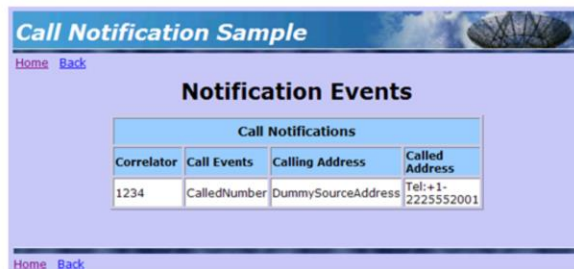 Call Notification Sample
Home Back
Notification Events
Call Notifications
Correlator Call Events Calling Address Called
Address
1234 CalledNumber DummySourceAddress Tel:+1-
2225552001
Home Back